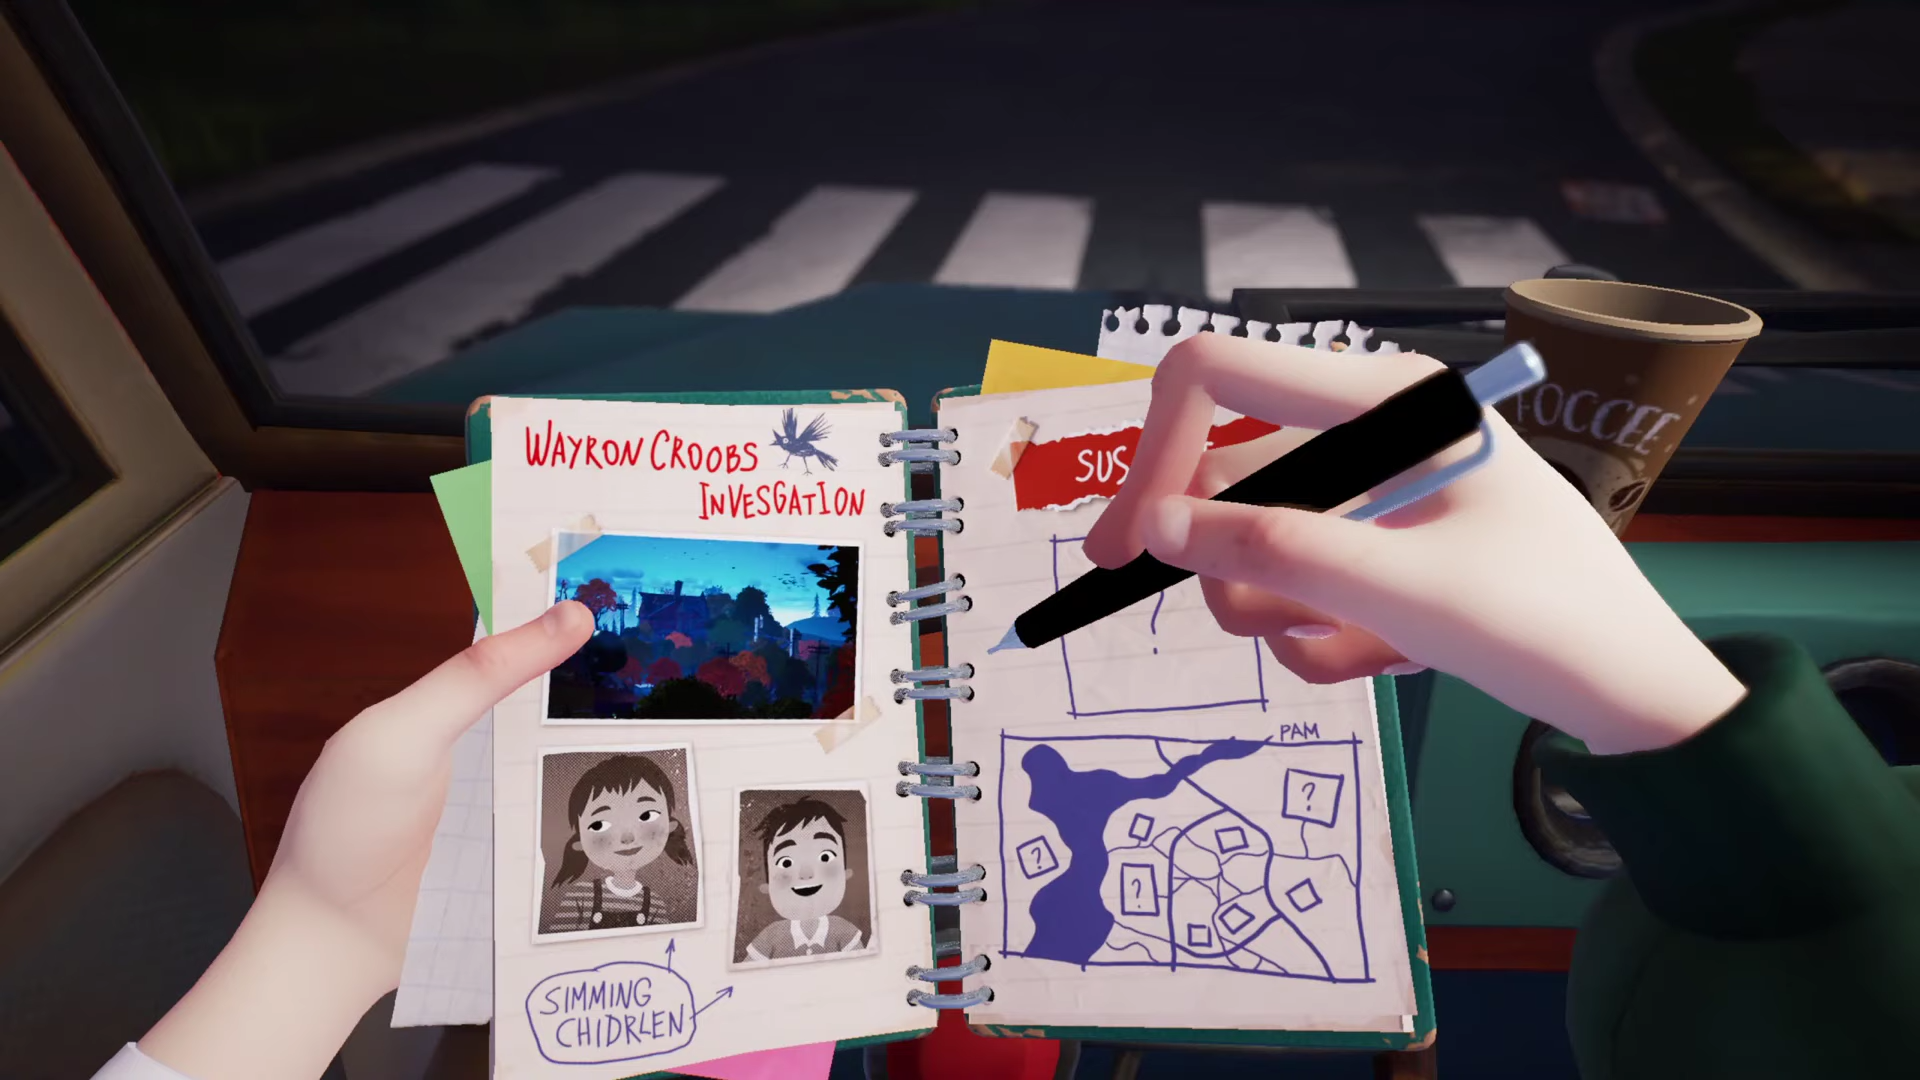 WAYRON CROOBS
INVESGATION
SIMMING
CHIDRLEN
SUS
?
PAM
?
?
?
FOCCEE